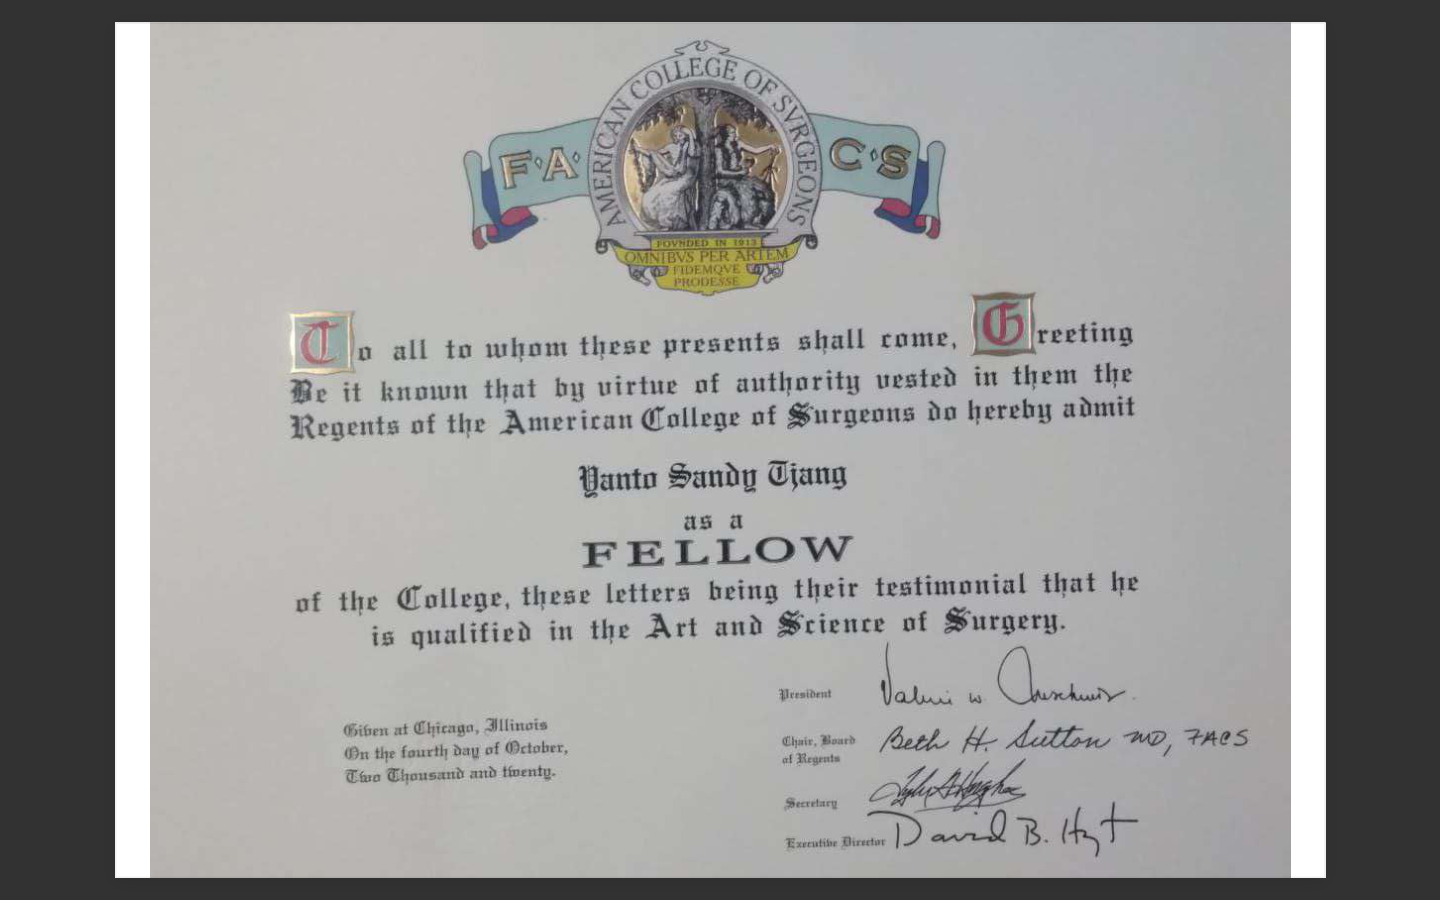 AMERICAN COLLEGE OF SVRGEONS
F·A·C·S
FOVNDED IN 1913
OMNIBVS PER ARTEM
FIDEMQVE
PRODESSE
To all to whom these presents shall come, Greeting
Be it known that by virtue of authority vested in them the
Regents of the American College of Surgeons do hereby admit
Yanto Sandy Tjang
as a
FELLOW
of the College, these letters being their testimonial that he
is qualified in the Art and Science of Surgery.
Given at Chicago, Illinois
On the fourth day of October,
Two Thousand and twenty.
President Valerie W.
Chair, Board Beth H. Sutton MD, FACS
of Regents
Secretary
Executive Director David B. Hoyt